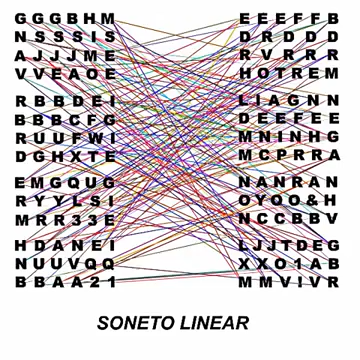 GGGBHM EEEFFB
NSSSIS DRDDD
AJJJME RVRRR
VVEAOE HOTREM
RBBDEI LIAGNN
BBBCFG DEEFEE
RUUFWI MNINHG
DGHXTE MCPRRA
EMGQUG NANRAN
RYYLSI OYQO&H
MRR33E NCCBBV
HDANEI LJJTDEG
NUUVQQ XXO1AB
BBAA21 MMVIVR
SONETO LINEAR